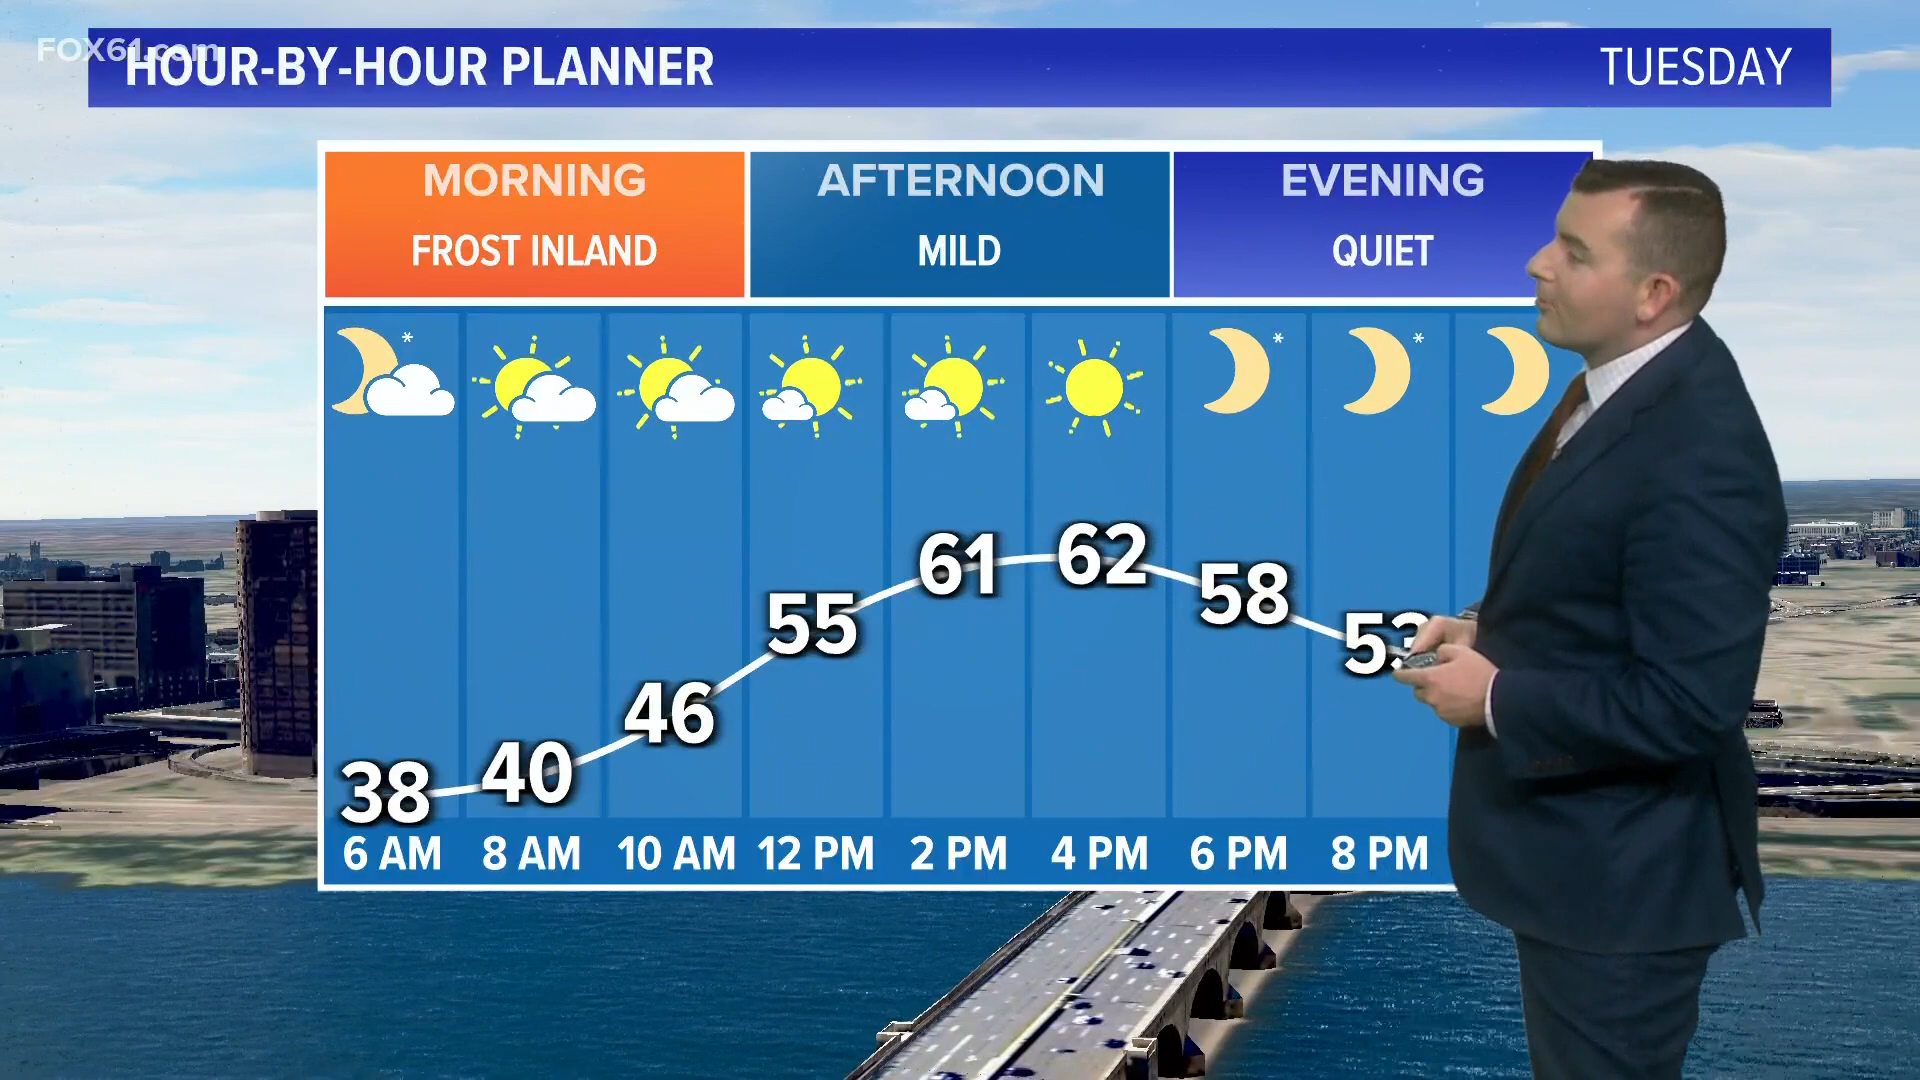 FOX61.com
HOUR-BY-HOUR PLANNER
TUESDAY
MORNING
FROST INLAND
AFTERNOON
MILD
EVENING
QUIET
38
40
46
55
61
62
58
53
6 AM
8 AM
10 AM
12 PM
2 PM
4 PM
6 PM
8 PM